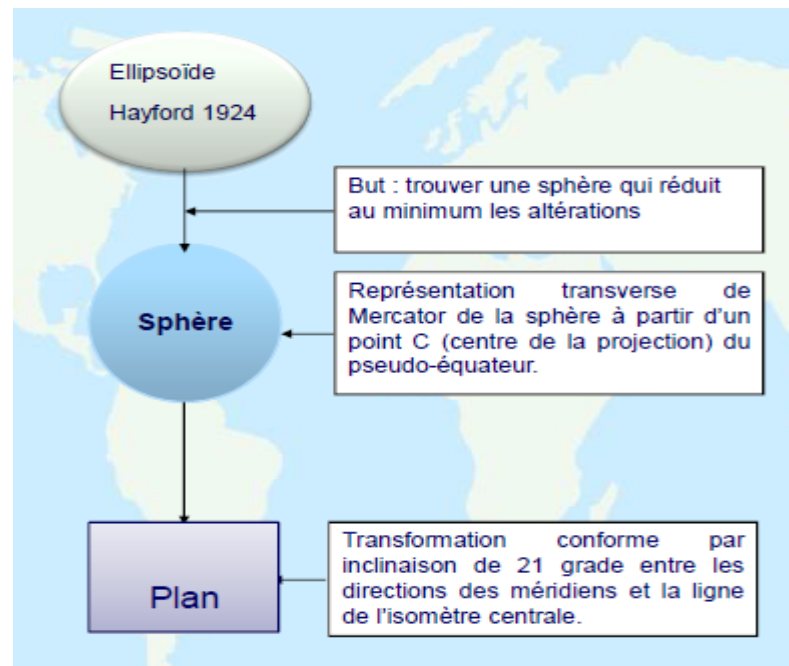 Ellipsoïde
Hayford 1924
But : trouver une sphère qui réduit
au minimum les altérations
Sphère
Représentation transverse de
Mercator de la sphère à partir d'un
point C (centre de la projection) du
pseudo-équateur.
Plan
Transformation conforme par
inclinaison de 21 grade entre les
directions des méridiens et la ligne
de l'isomètre centrale.